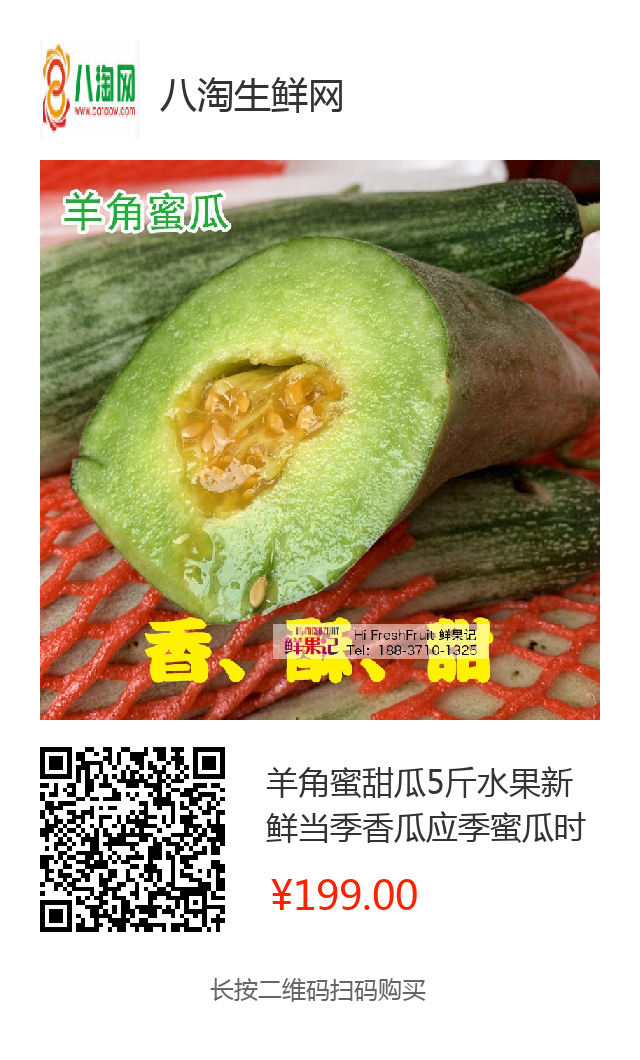 八淘网
www.bataow.com
八淘生鲜网
羊角蜜瓜
香、酥、甜
HI FRESH FRUIT
鲜果记
Hi FreshFruit 鲜果记
Tel: 188-3710-1325
羊角蜜甜瓜5斤水果新
鲜当季香瓜应季蜜瓜时
¥199.00
长按二维码扫码购买